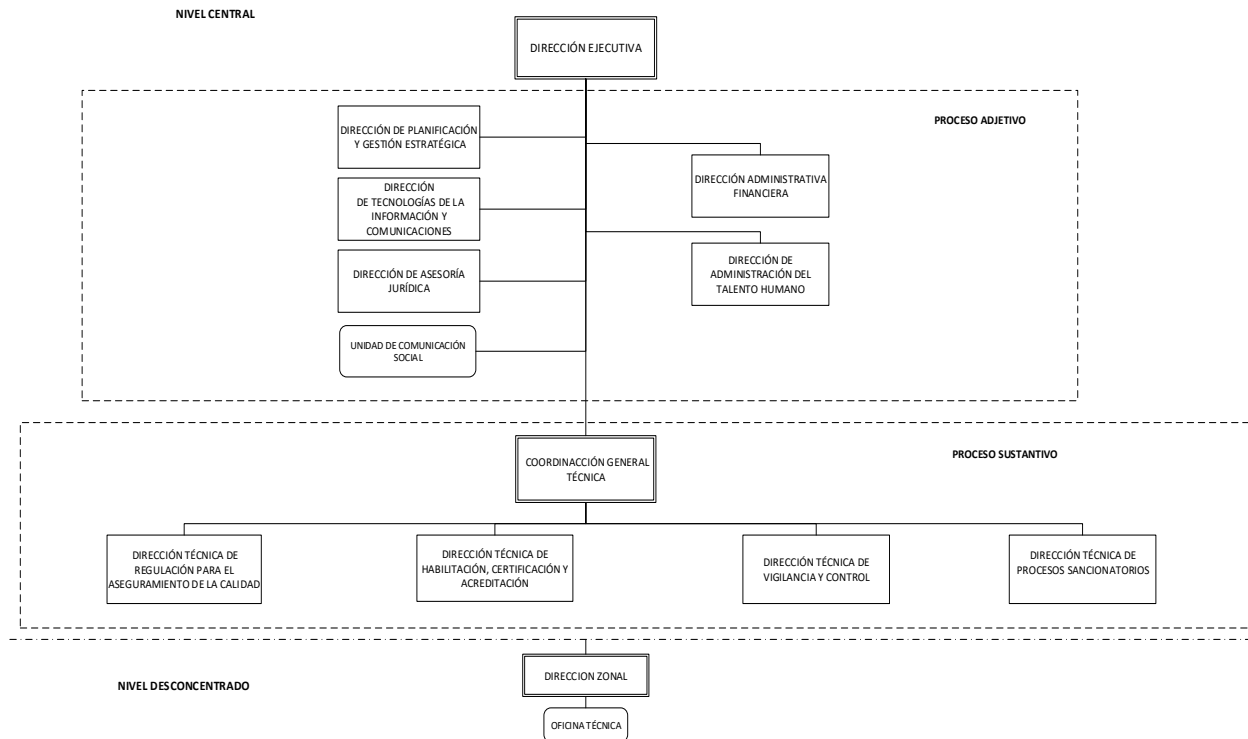 NIVEL CENTRAL
DIRECCIÓN EJECUTIVA
PROCESO ADJETIVO
DIRECCIÓN DE PLANIFICACIÓN
Y GESTIÓN ESTRATÉGICA
DIRECCIÓN ADMINISTRATIVA
FINANCIERA
DIRECCIÓN
DE TECNOLOGÍAS DE LA
INFORMACIÓN Y
COMUNICACIONES
DIRECCIÓN DE
ADMINISTRACIÓN DEL
TALENTO HUMANO
DIRECCIÓN DE ASESORÍA
JURÍDICA
UNIDAD DE COMUNICACIÓN
SOCIAL
PROCESO SUSTANTIVO
COORDINACCIÓN GENERAL
TÉCNICA
DIRECCIÓN TÉCNICA DE
REGULACIÓN PARA EL
ASEGURAMIENTO DE LA CALIDAD
DIRECCIÓN TÉCNICA DE
HABILITACIÓN, CERTIFICACIÓN Y
ACREDITACIÓN
DIRECCIÓN TÉCNICA DE
VIGILANCIA Y CONTROL
DIRECCIÓN TÉCNICA DE
PROCESOS SANCIONATORIOS
NIVEL DESCONCENTRADO
DIRECCION ZONAL
OFICINA TÉCNICA